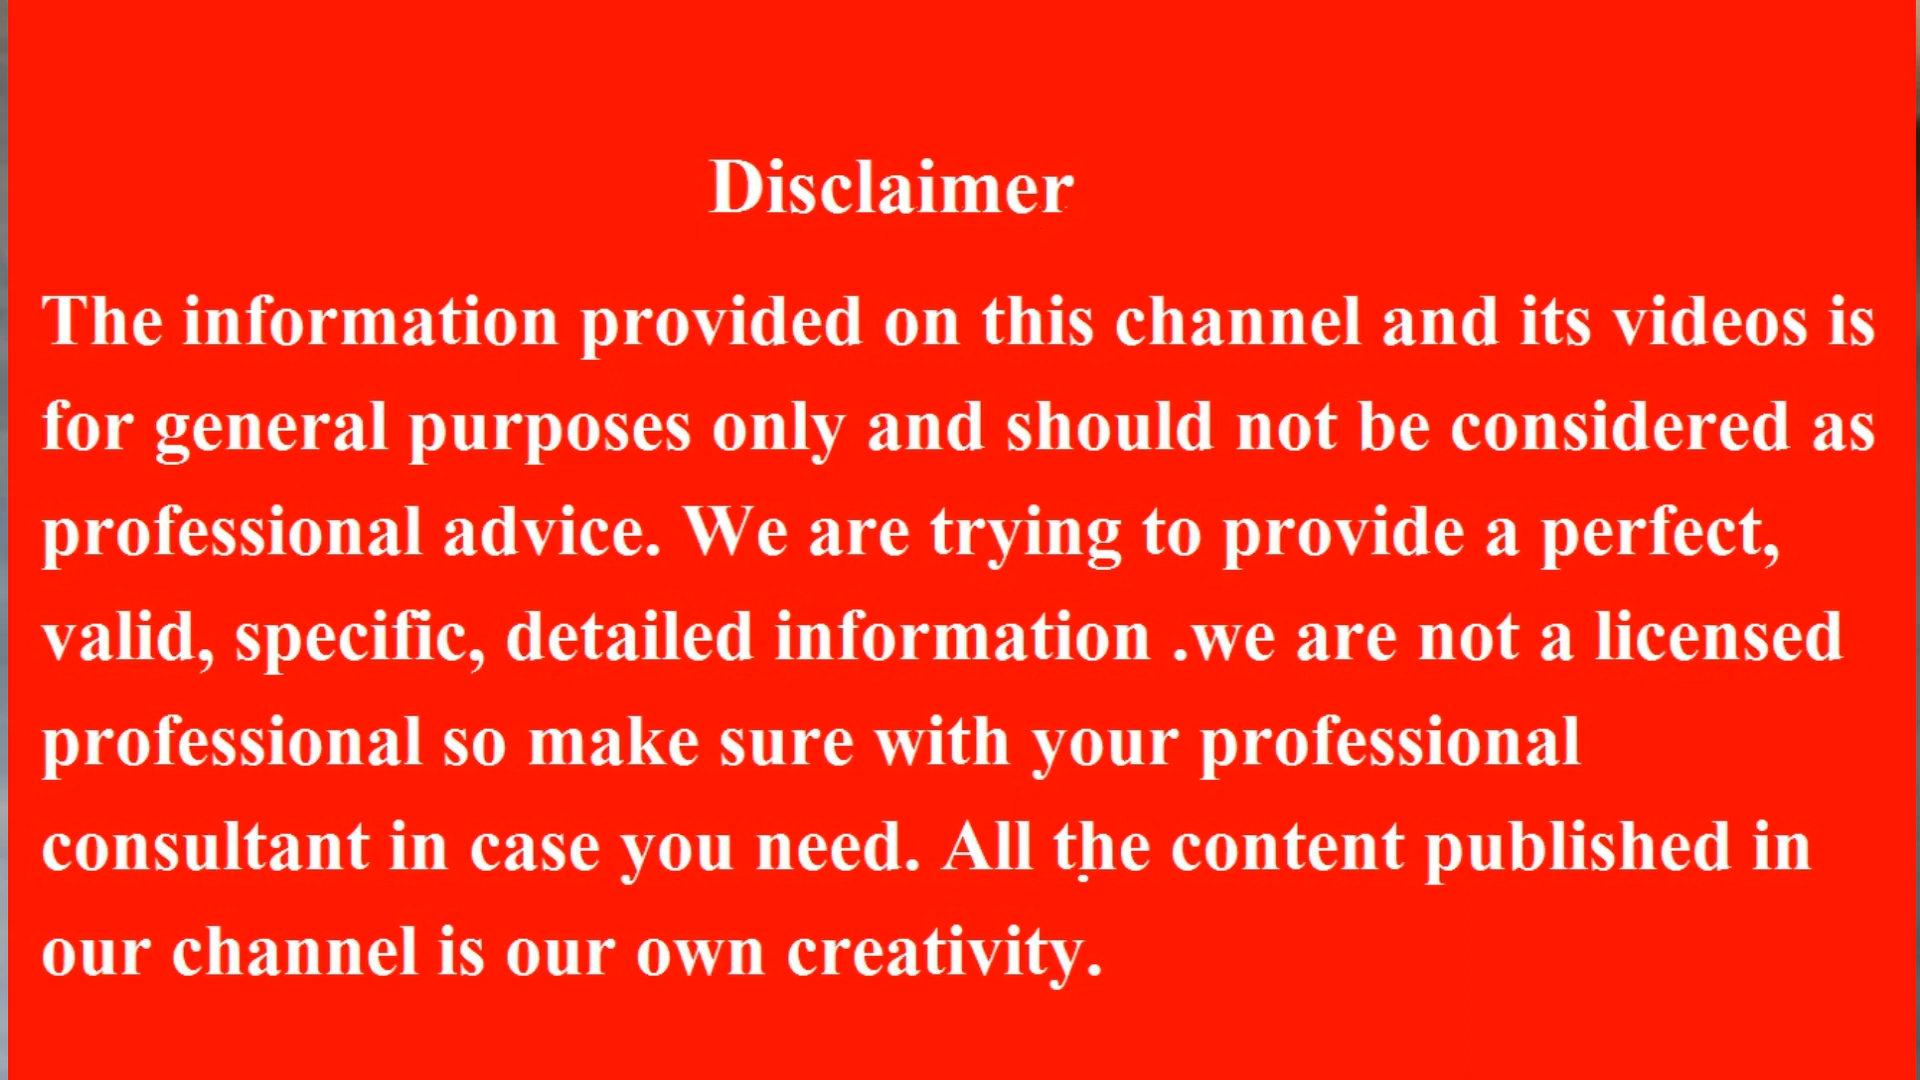 Disclaimer
The information provided on this channel and its videos is
for general purposes only and should not be considered as
professional advice. We are trying to provide a perfect,
valid, specific, detailed information .we are not a licensed
professional so make sure with your professional
consultant in case you need. All the content published in
our channel is our own creativity.